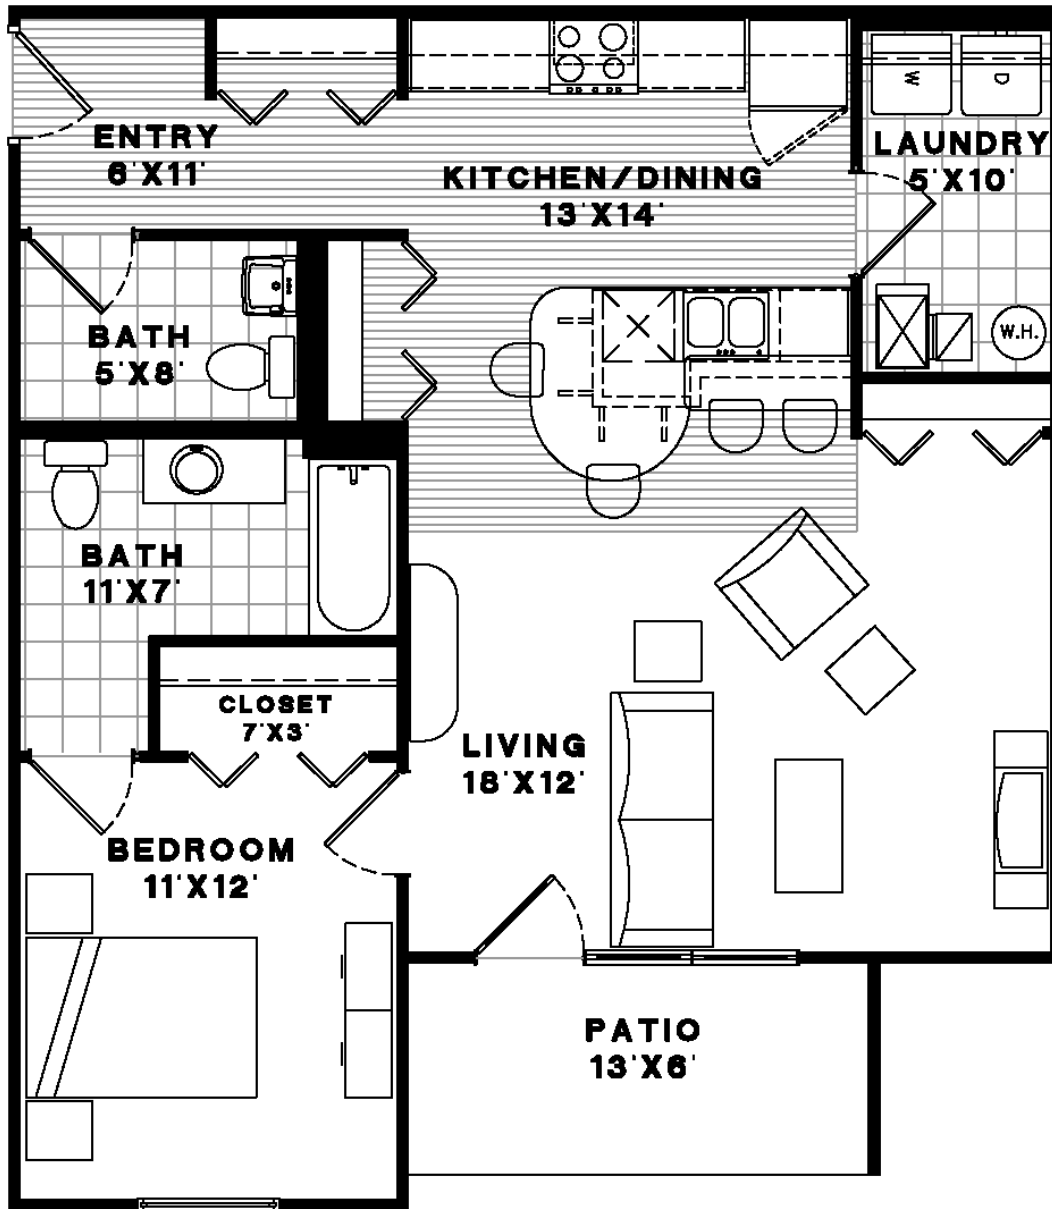 W
D
ENTRY
6'X11'
LAUNDRY
5'X10'
KITCHEN/DINING
13'X14'
BATH
5'X8'
W.H.
BATH
11'X7'
CLOSET
7'X3'
LIVING
18'X12'
BEDROOM
11'X12'
PATIO
13'X6'